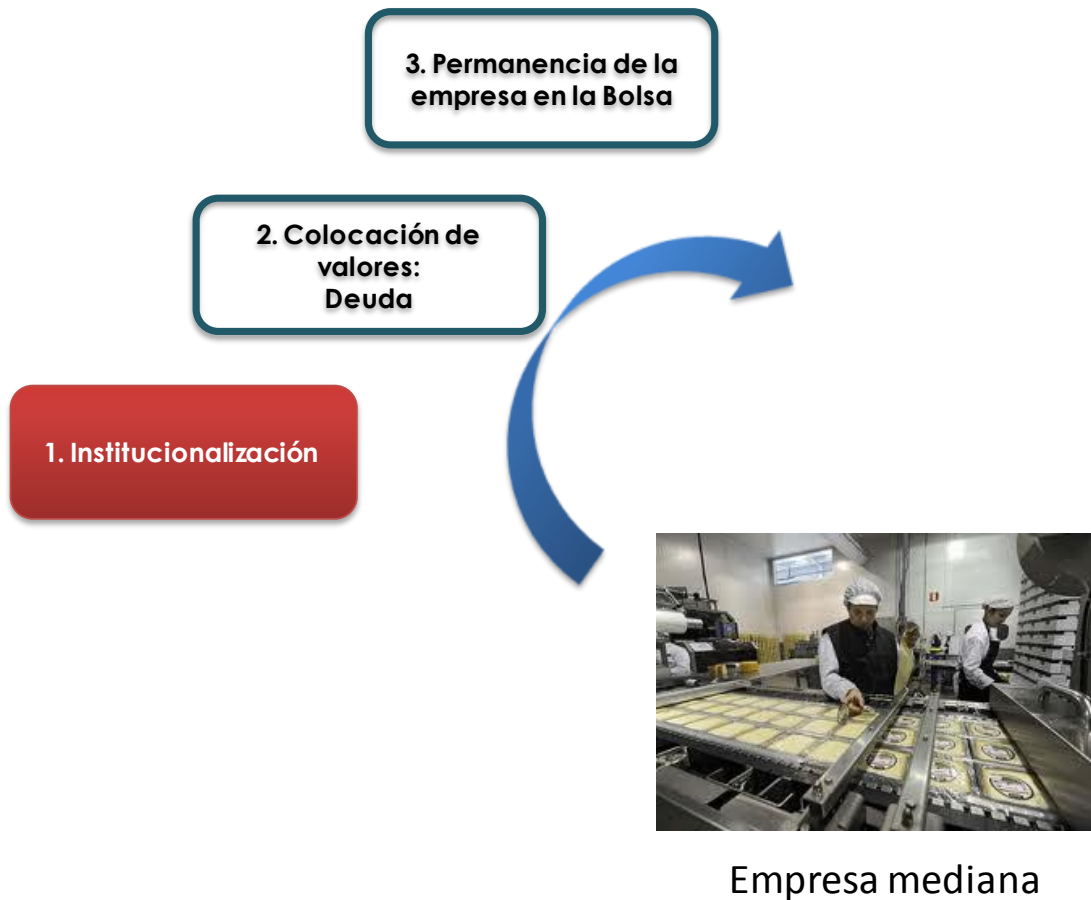 3. Permanencia de la
empresa en la Bolsa
2. Colocación de
valores:
Deuda
1. Institucionalización
Empresa mediana